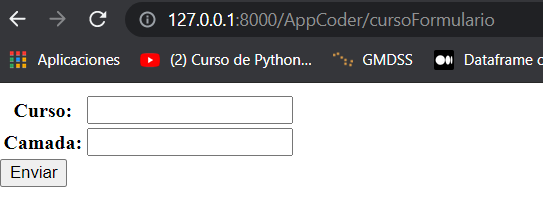 127.0.0.1:8000/AppCoder/cursoFormulario
Aplicaciones (2) Curso de Python... GMDSS Dataframe
Curso:
Camada:
Enviar